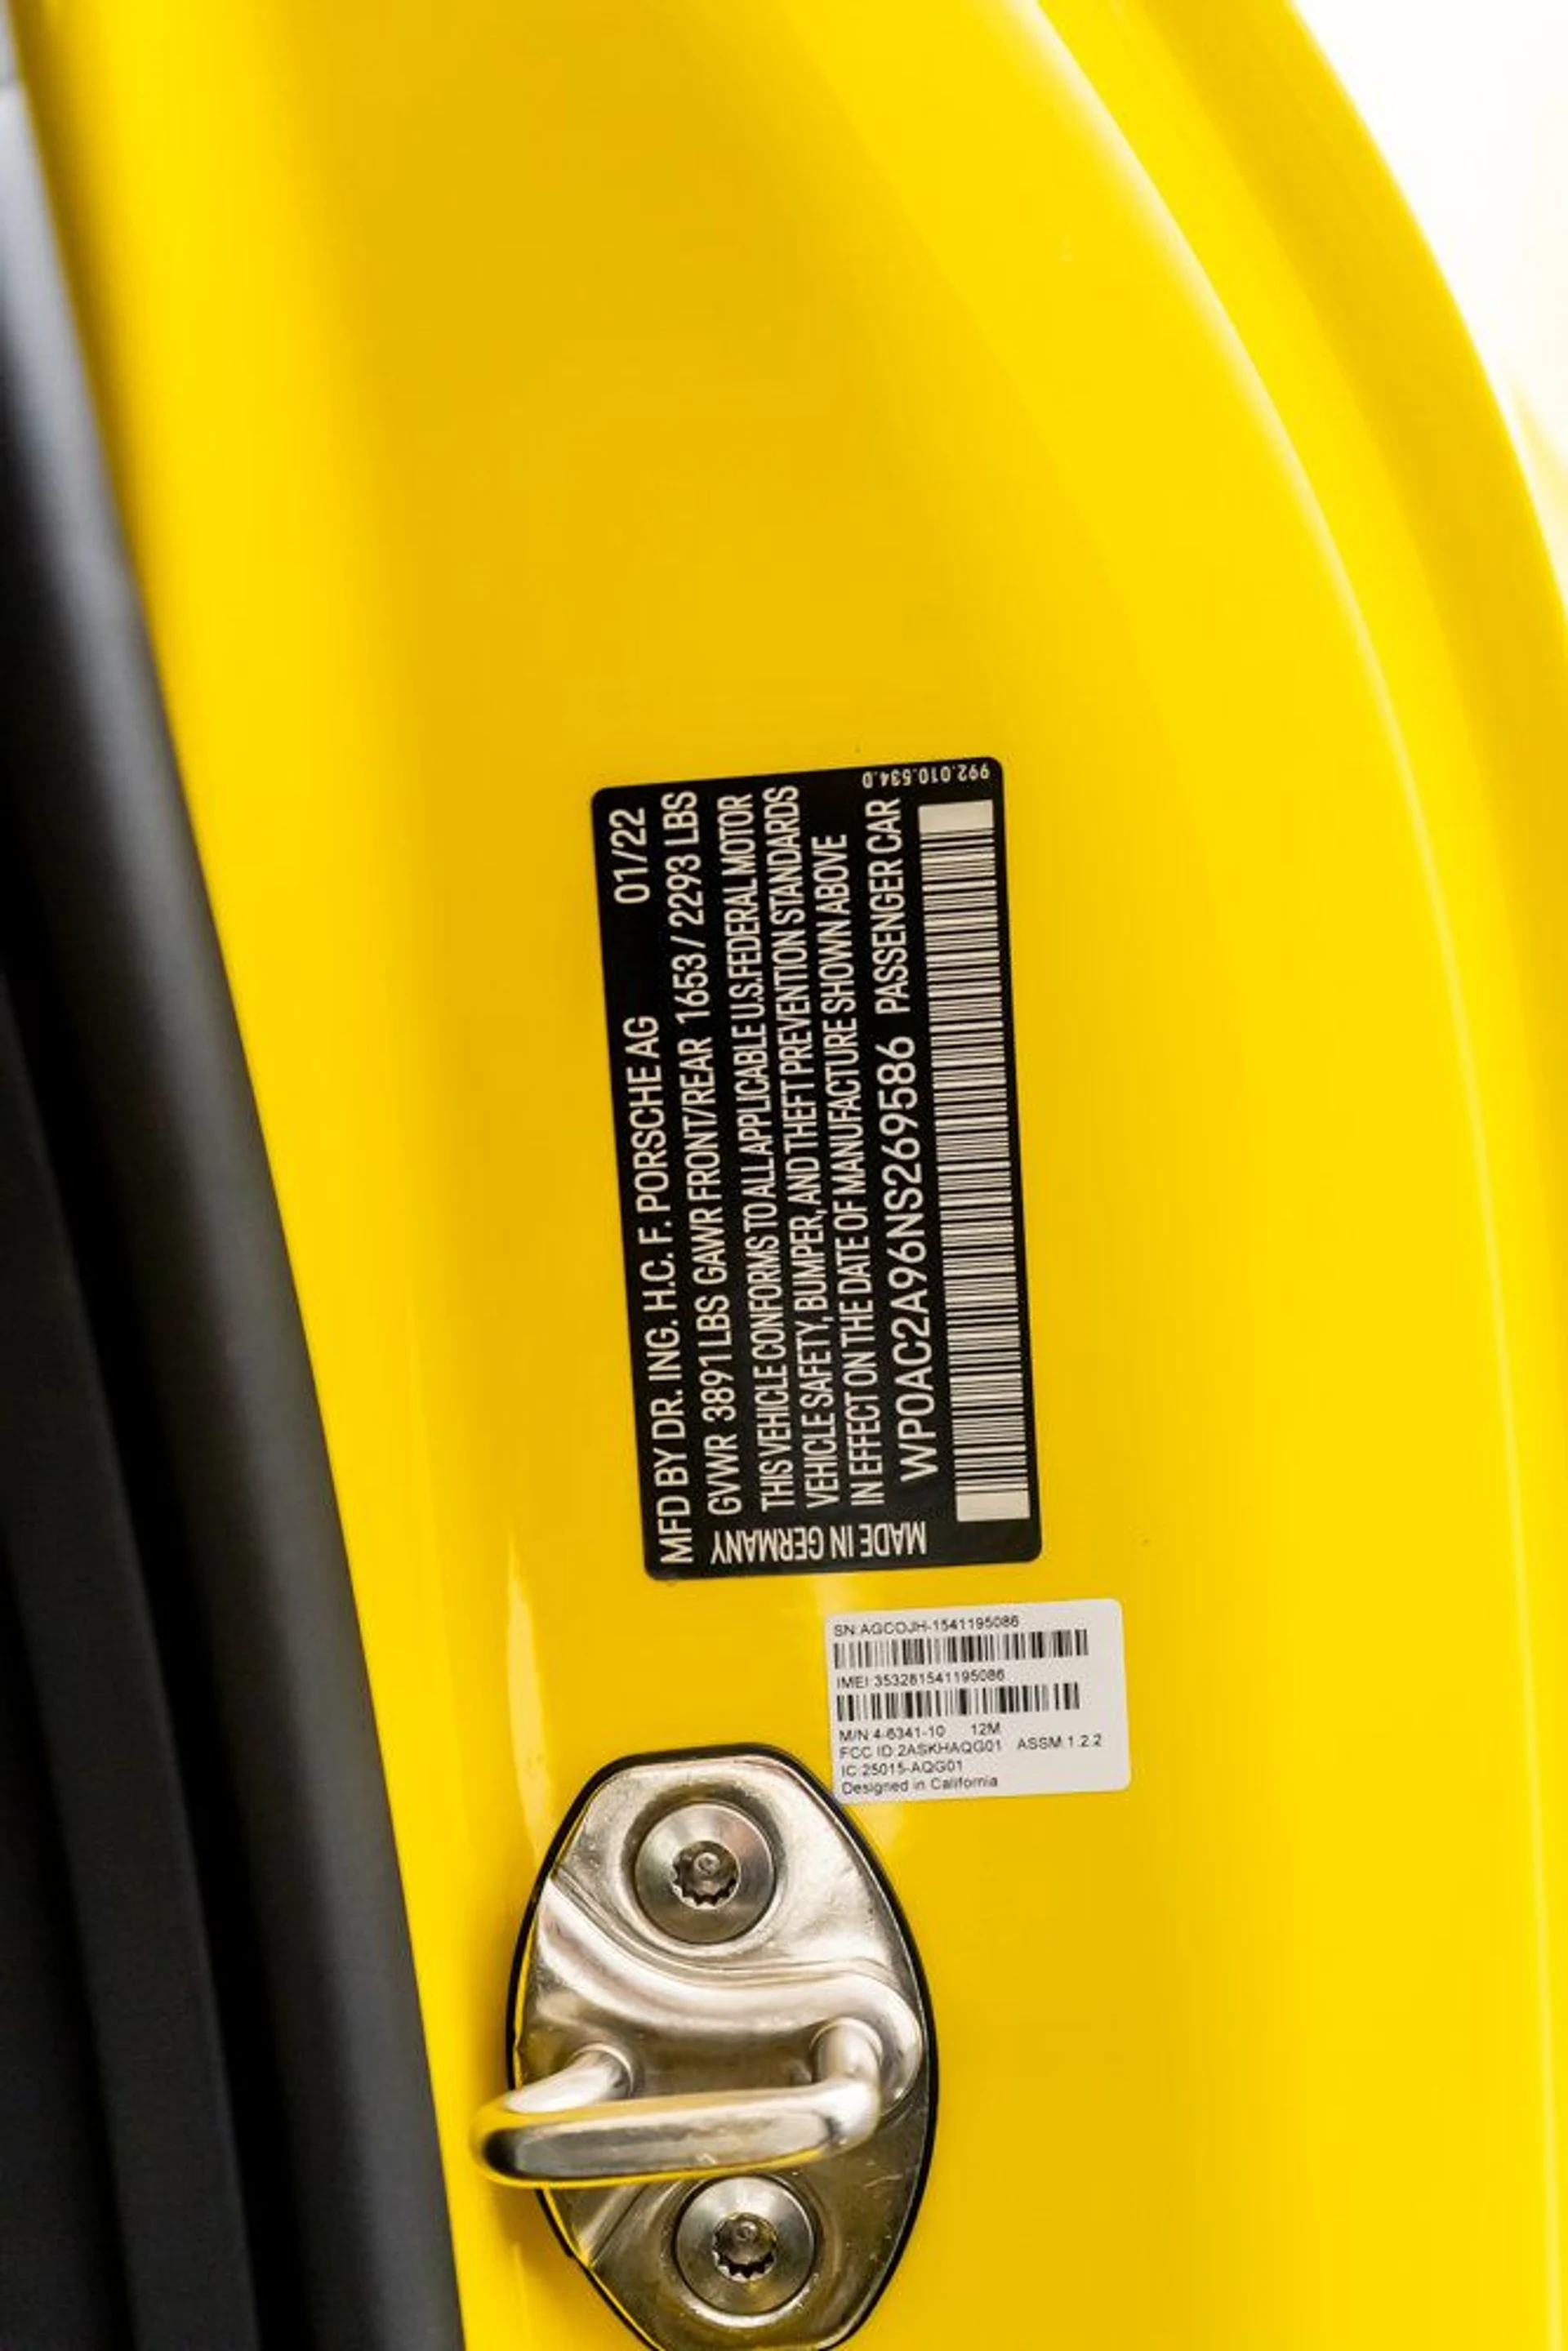 MFD BY DR. ING. H.C. F. PORSCHE AG 01/22
GVWR 3891 LBS GAWR FRONT/REAR 1653 / 2293 LBS
THIS VEHICLE CONFORMS TO ALL APPLICABLE U.S. FEDERAL MOTOR
VEHICLE SAFETY, BUMPER, AND THEFT PREVENTION STANDARDS
IN EFFECT ON THE DATE OF MANUFACTURE SHOWN ABOVE
WP0AC2A96NS269586 PASSENGER CAR
MADE IN GERMANY
992.010.534.D
SN:AGCOJH-1541195086
IMEI:353281541195086
M/N 4-6341-10 12M
FCC ID:2ASKHAQG01 ASSM 1.2.2
IC:25015-AQG01
Designed in California